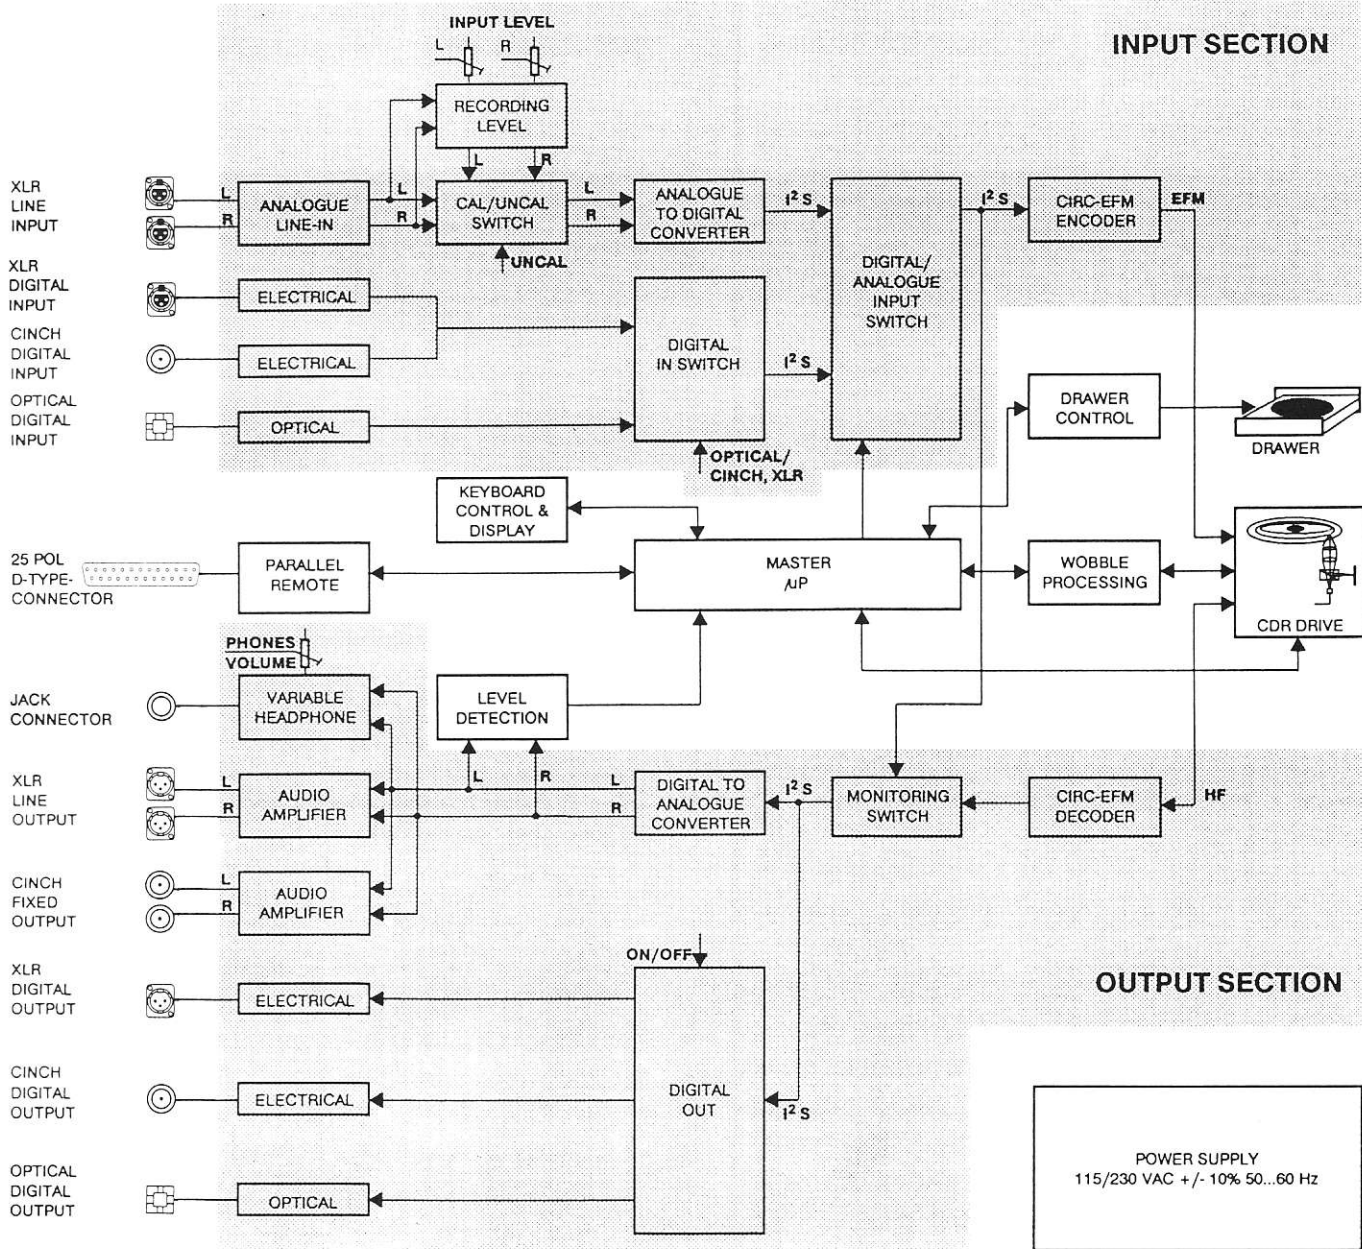 INPUT LEVEL
L
R
INPUT SECTION
RECORDING
LEVEL
L
R
XLR
LINE
INPUT
L
R
ANALOGUE
LINE-IN
L
R
CAL/UNCAL
SWITCH
UNCAL
L
R
ANALOGUE
TO DIGITAL
CONVERTER
I² S
DIGITAL/
ANALOGUE
INPUT
SWITCH
I² S
CIRC-EFM
ENCODER
EFM
XLR
DIGITAL
INPUT
ELECTRICAL
CINCH
DIGITAL
INPUT
ELECTRICAL
DIGITAL
IN SWITCH
I² S
OPTICAL
DIGITAL
INPUT
OPTICAL
OPTICAL/
CINCH, XLR
DRAWER
CONTROL
DRAWER
KEYBOARD
CONTROL &
DISPLAY
25 POL
D-TYPE-
CONNECTOR
PARALLEL
REMOTE
MASTER
/µP
WOBBLE
PROCESSING
CDR DRIVE
PHONES
VOLUME
JACK
CONNECTOR
VARIABLE
HEADPHONE
LEVEL
DETECTION
XLR
LINE
OUTPUT
L
R
AUDIO
AMPLIFIER
L
R
L
R
DIGITAL TO
ANALOGUE
CONVERTER
I² S
MONITORING
SWITCH
CIRC-EFM
DECODER
HF
CINCH
FIXED
OUTPUT
L
R
AUDIO
AMPLIFIER
ON/OFF
OUTPUT SECTION
XLR
DIGITAL
OUTPUT
ELECTRICAL
CINCH
DIGITAL
OUTPUT
ELECTRICAL
DIGITAL
OUT
I² S
OPTICAL
DIGITAL
OUTPUT
OPTICAL
POWER SUPPLY
115/230 VAC +/- 10% 50...60 Hz